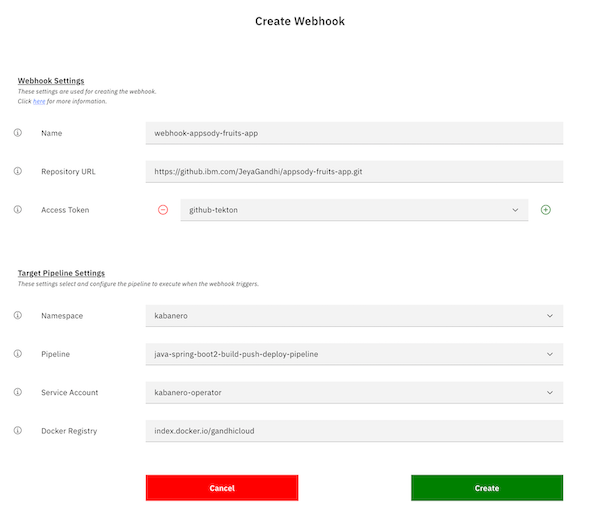 Create Webhook
Webhook Settings
These settings are used for creating the webhook.
Click here for more information.
Name
webhook-appsody-fruits-app
Repository URL
https://github.ibm.com/JeyaGandhi/appsody-fruits-app.git
Access Token
github-tekton
Target Pipeline Settings
These settings select and configure the pipeline to execute when the webhook triggers.
Namespace
kabanero
Pipeline
java-spring-boot2-build-push-deploy-pipeline
Service Account
kabanero-operator
Docker Registry
index.docker.io/gandhicloud
Cancel
Create